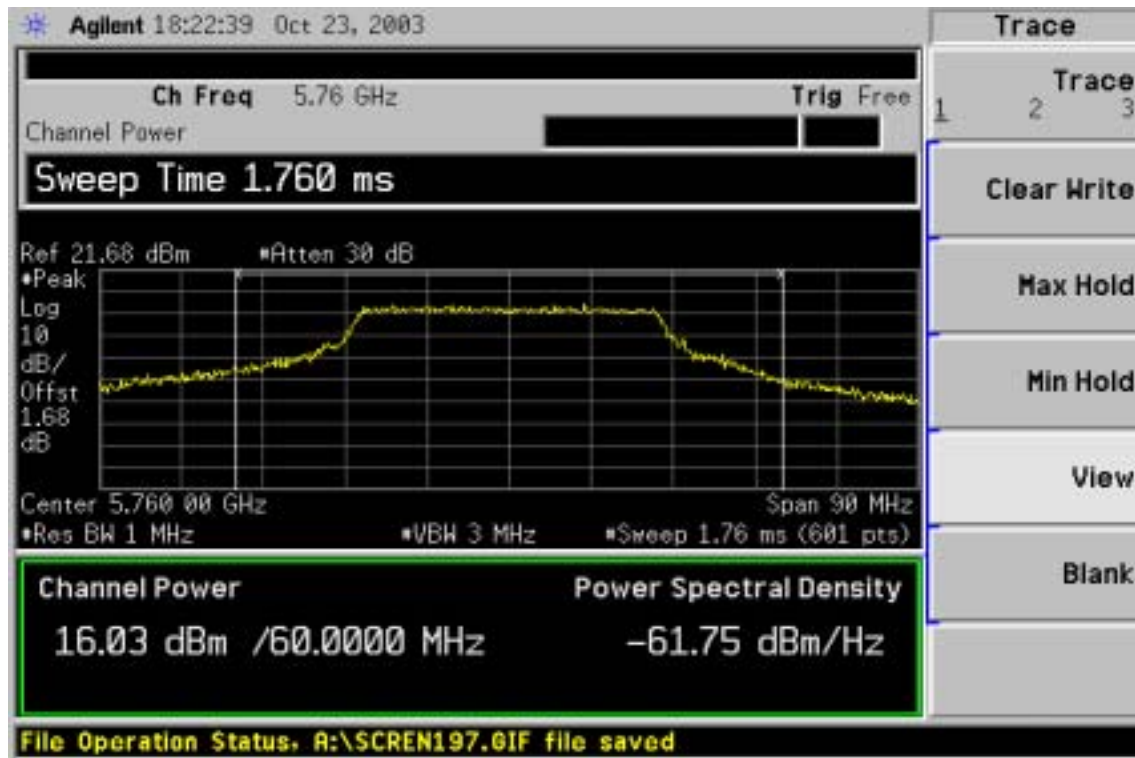 Agilent 18:22:39 Oct 23, 2003
Trace
Ch Freq 5.76 GHz
Trig Free
Channel Power
Sweep Time 1.760 ms
Ref 21.68 dBm
*Atten 30 dB
*Peak
Log
10
dB/
Offst
1.68
dB
Center 5.760 00 GHz
Span 90 MHz
*Res BW 1 MHz
*VBW 3 MHz
*Sweep 1.76 ms (601 pts)
Channel Power
Power Spectral Density
16.03 dBm /60.0000 MHz
-61.75 dBm/Hz
File Operation Status, A:\SCREN197.GIF file saved
Trace
1 2 3
Clear Write
Max Hold
Min Hold
View
Blank